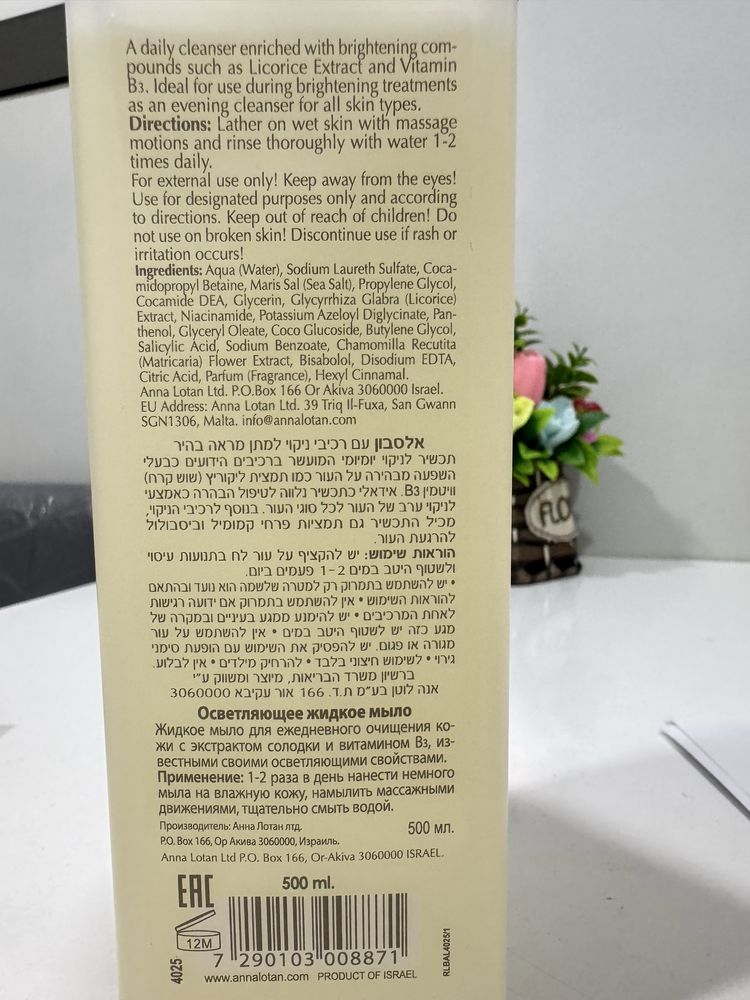 A daily cleanser enriched with brightening com-
pounds such as Licorice Extract and Vitamin
B3. Ideal for use during brightening treatments
as an evening cleanser for all skin types.
Directions: Lather on wet skin with massage
motions and rinse thoroughly with water 1-2
times daily.
For external use only! Keep away from the eyes!
Use for designated purposes only and according
to directions. Keep out of reach of children! Do
not use on broken skin! Discontinue use if rash or
irritation occurs!
Ingredients: Aqua (Water), Sodium Laureth Sulfate, Coca-
midopropyl Betaine, Maris Sal (Sea Salt), Propylene Glycol,
Cocamide DEA, Glycerin, Glycyrrhiza Glabra (Licorice)
Extract, Niacinamide, Potassium Azeloyl Diglycinate, Pan-
thenol, Glyceryl Oleate, Coco Glucoside, Butylene Glycol,
Salicylic Acid, Sodium Benzoate, Chamomilla Recutita
(Matricaria) Flower Extract, Bisabolol, Disodium EDTA,
Citric Acid, Parfum (Fragrance), Hexyl Cinnamal.
Anna Lotan Ltd. P.O.Box 166 Or Akiva 3060000 Israel.
EU Address: Anna Lotan Ltd. 39 Triq Il-Fuxa, San Gwann
SGN1306, Malta. info@annalotan.com
אלסבון עם רכיבי ניקוי למתן מראה בהיר
תכשיר לניקוי יומיומי המועשר ברכיבים הידועים כבעלי
השפעה מבהירה על העור כמו תמצית ליקוריץ (שוש קרח)
וויטמין B3. אידאלי כתכשיר נלווה לטיפול הבהרה כאמצעי
לניקוי ערב של העור לכל סוגי העור. בנוסף לרכיבי הניקוי,
מכיל התכשיר גם תמציות פרחי קמומיל וביסבולול
להרגעת העור.
הוראות שימוש: יש להקציף על עור לח בתנועות עיסוי
ולשטוף היטב במים 1-2 פעמים ביום.
• יש להשתמש בתמרוק רק למטרה שלשמה הוא נועד ובהתאם
להוראות השימוש • אין להשתמש בתמרוק אם ידועה רגישות
לאחת המרכיבים • יש להימנע ממגע בעיניים ובמקרה של
מגע כזה יש לשטוף היטב במים • אין להשתמש על עור
מגורה או פגום. יש להפסיק את השימוש עם הופעת סימני
גירוי • לשימוש חיצוני בלבד • להרחיק מילדים • אין לבלוע.
ברשיון משרד הבריאות, מיוצר ומשווק ע״י
אנה לוטן בע״מ ת.ד. 166 אור עקיבא 3060000
Осветляющее жидкое мыло
Жидкое мыло для ежедневного очищения ко-
жи с экстрактом солодки и витамином B3, из-
вестными своими осветляющими свойствами.
Применение: 1-2 раза в день нанести немного
мыла на влажную кожу, намылить массажными
движениями, тщательно смыть водой.
Производитель: Анна Лотан лтд. 500 мл.
P.O. Box 166, Ор Акива 3060000, Израиль.
Anna Lotan Ltd P.O. Box 166, Or-Akiva 3060000 ISRAEL.
EAC
500 ml.
12M
4025
7 290103 008871
RLBAL4025/1
www.annalotan.com PRODUCT OF ISRAEL
FLO